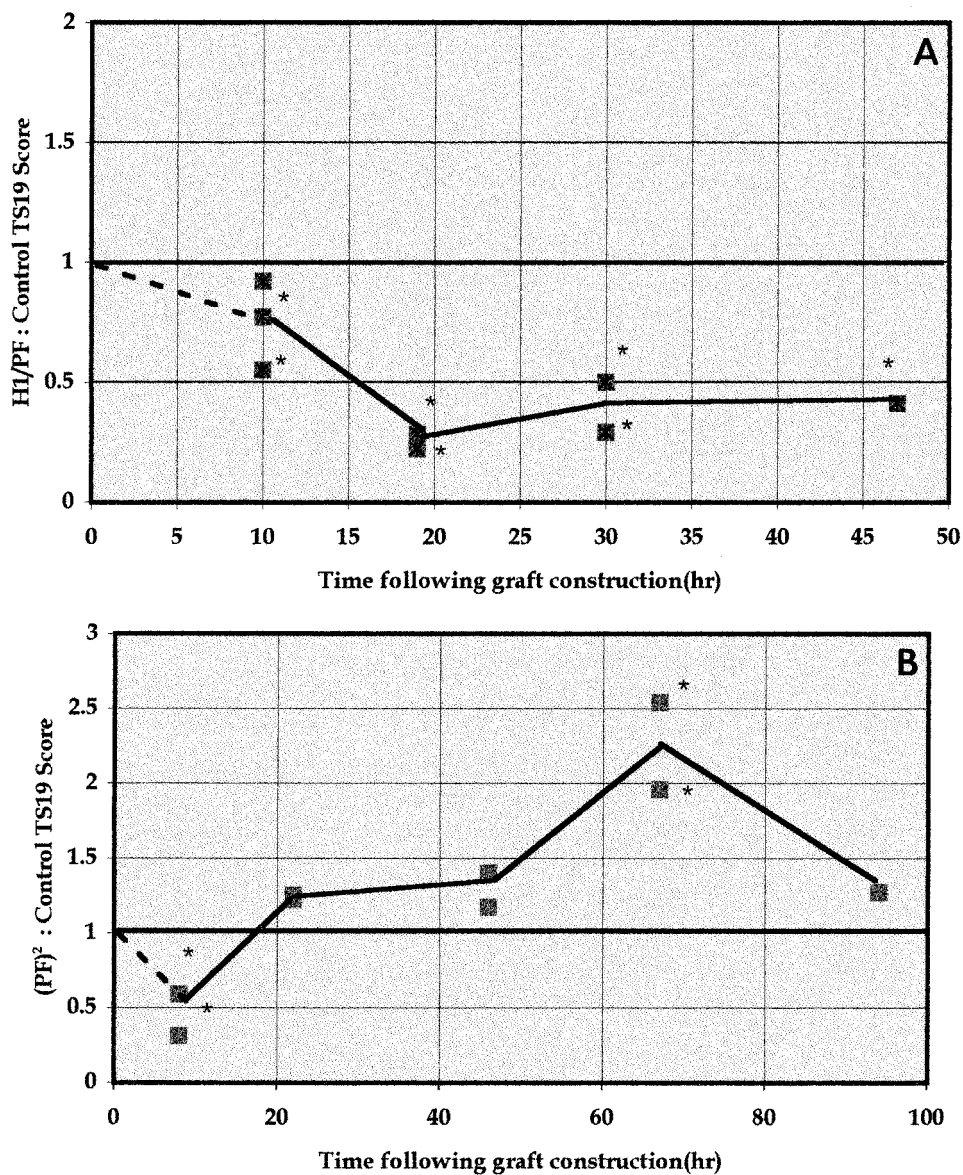 A
2
1.5
1
0.5
0
H1/PF : Control TS19 Score
*
*
*
*
*
*
*
0 5 10 15 20 25 30 35 40 45 50
Time following graft construction(hr)
B
3
2.5
2
1.5
1
0.5
0
(PF)² : Control TS19 Score
*
*
*
*
0 20 40 60 80 100
Time following graft construction(hr)